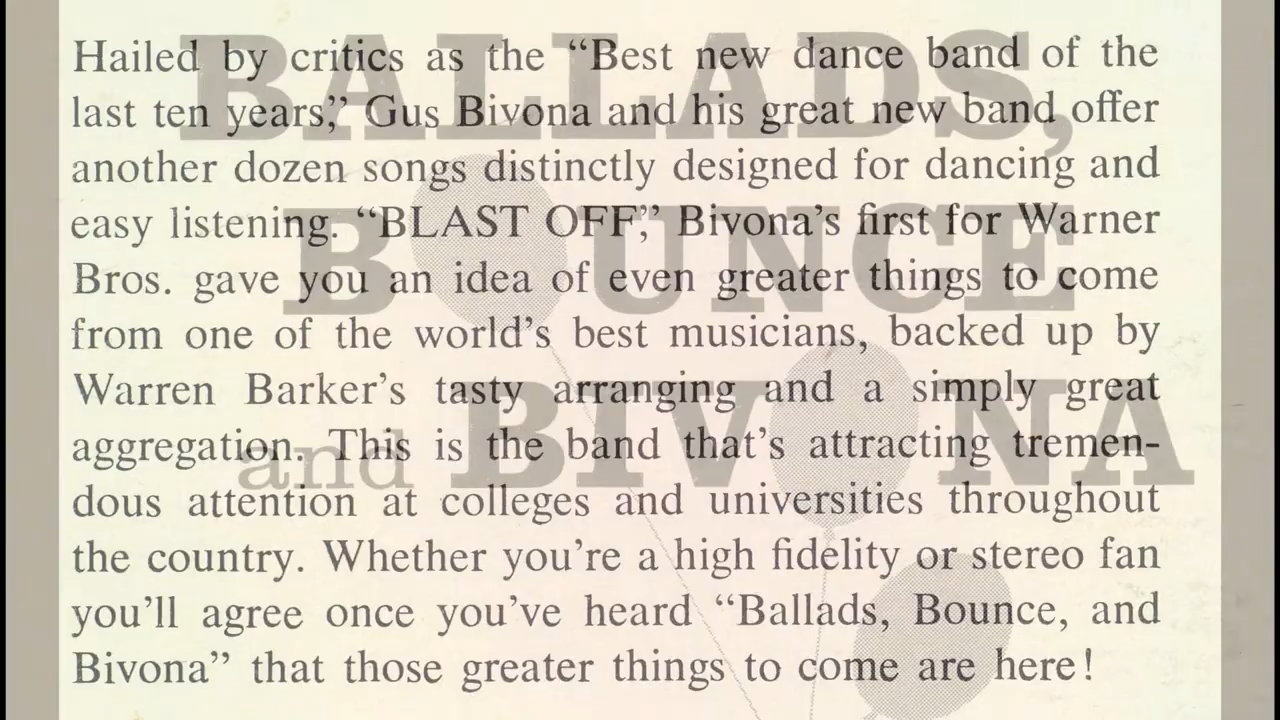 Hailed by critics as the “Best new dance band of the
last ten years,” Gus Bivona and his great new band offer
another dozen songs distinctly designed for dancing and
easy listening. “BLAST OFF,” Bivona’s first for Warner
Bros. gave you an idea of even greater things to come
from one of the world’s best musicians, backed up by
Warren Barker’s tasty arranging and a simply great
aggregation. This is the band that’s attracting tremen-
dous attention at colleges and universities throughout
the country. Whether you’re a high fidelity or stereo fan
you’ll agree once you’ve heard “Ballads, Bounce, and
Bivona” that those greater things to come are here!
BALLADS,
BOUNCE
and BIVONA